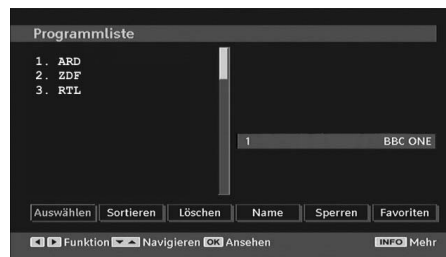 Programmliste
1. ARD
2. ZDF
3. RTL
1 BBC ONE
Auswählen Sortieren Löschen Name Sperren Favoriten
Funktion Navigieren OK Ansehen INFO Mehr